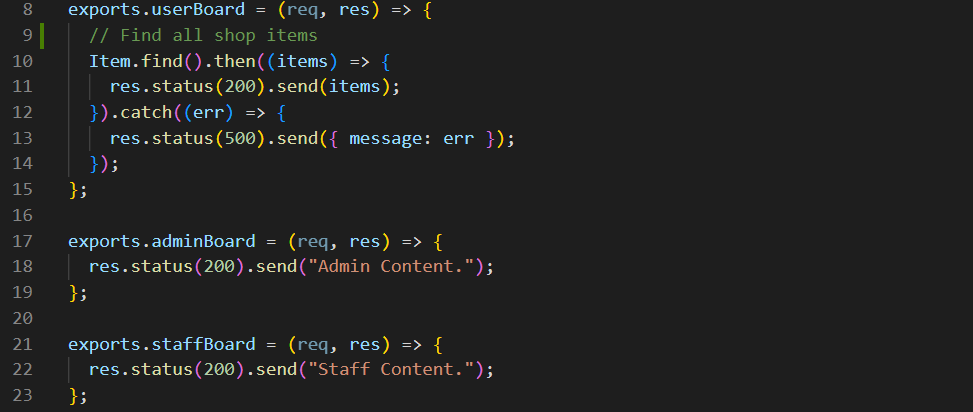 8 exports.userBoard = (req, res) => {
9 // Find all shop items
10 Item.find().then((items) => {
11 res.status(200).send(items);
12 }).catch((err) => {
13 res.status(500).send({ message: err });
14 });
15 };
16
17 exports.adminBoard = (req, res) => {
18 res.status(200).send("Admin Content.");
19 };
20
21 exports.staffBoard = (req, res) => {
22 res.status(200).send("Staff Content.");
23 };